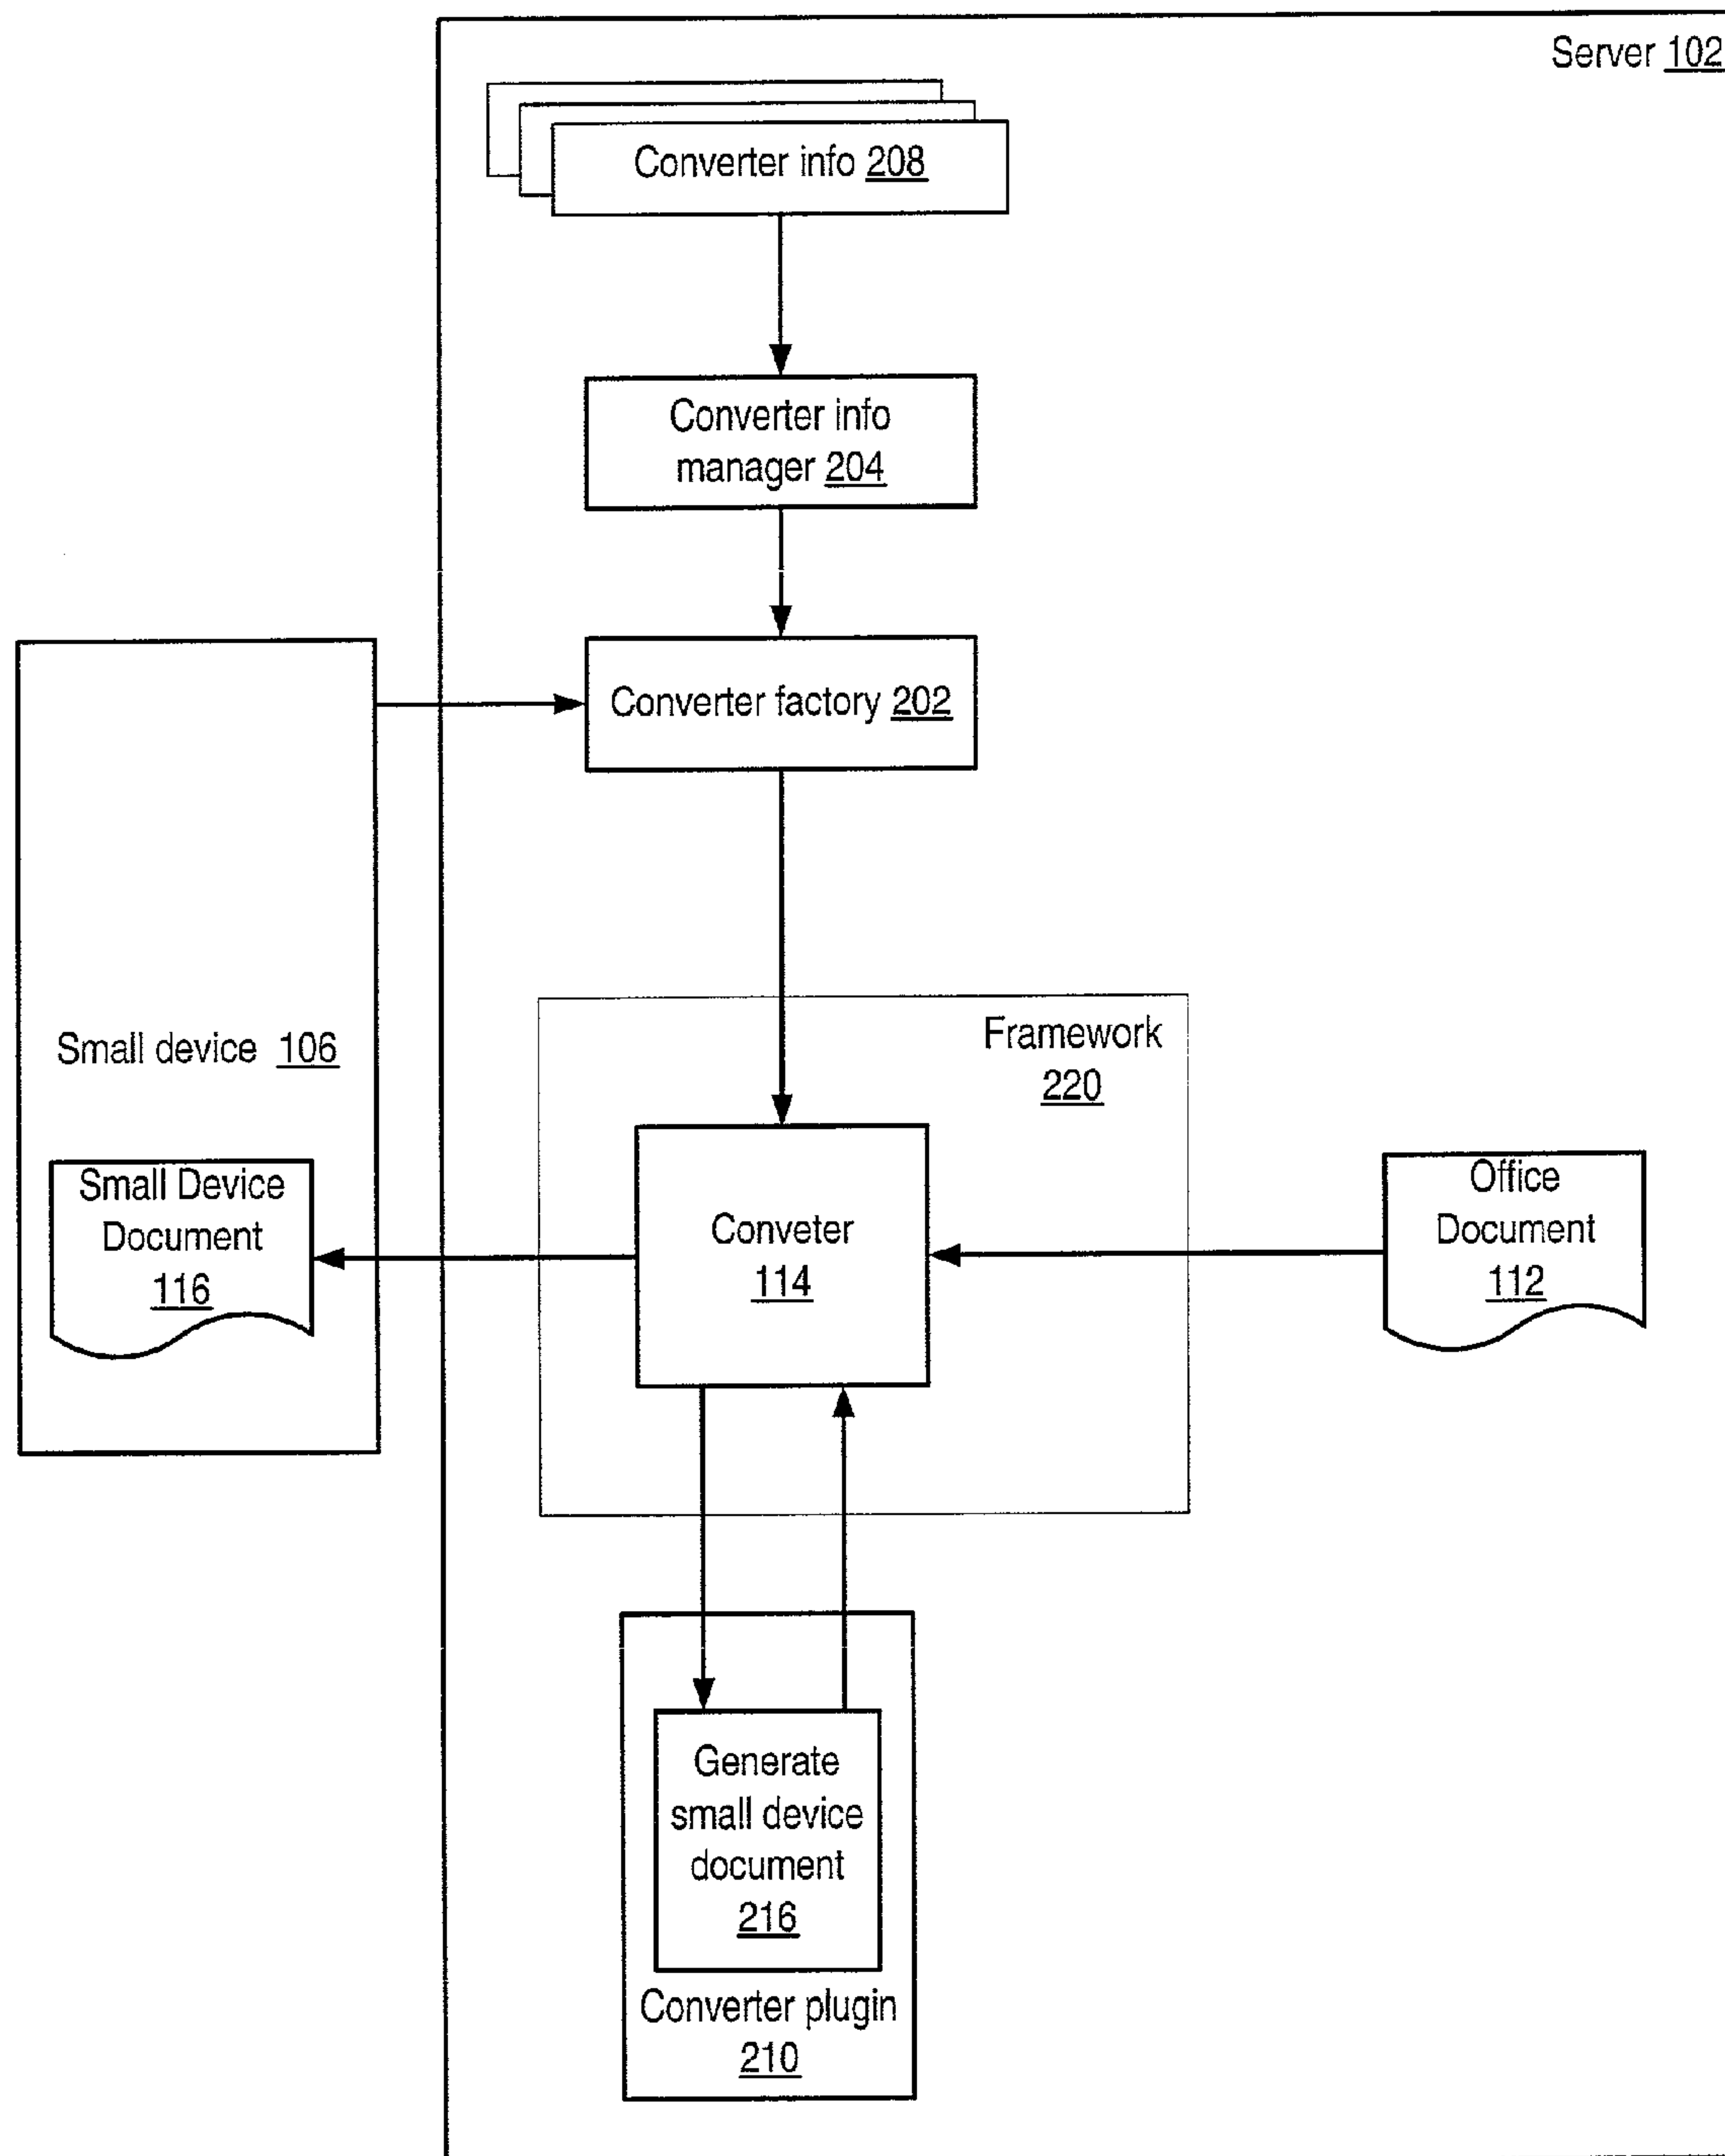 Server 102
Converter info 208
Converter info
manager 204
Converter factory 202
Small device 106
Framework
220
Small Device
Document
116
Conveter
114
Office
Document
112
Generate
small device
document
216
Converter plugin
210